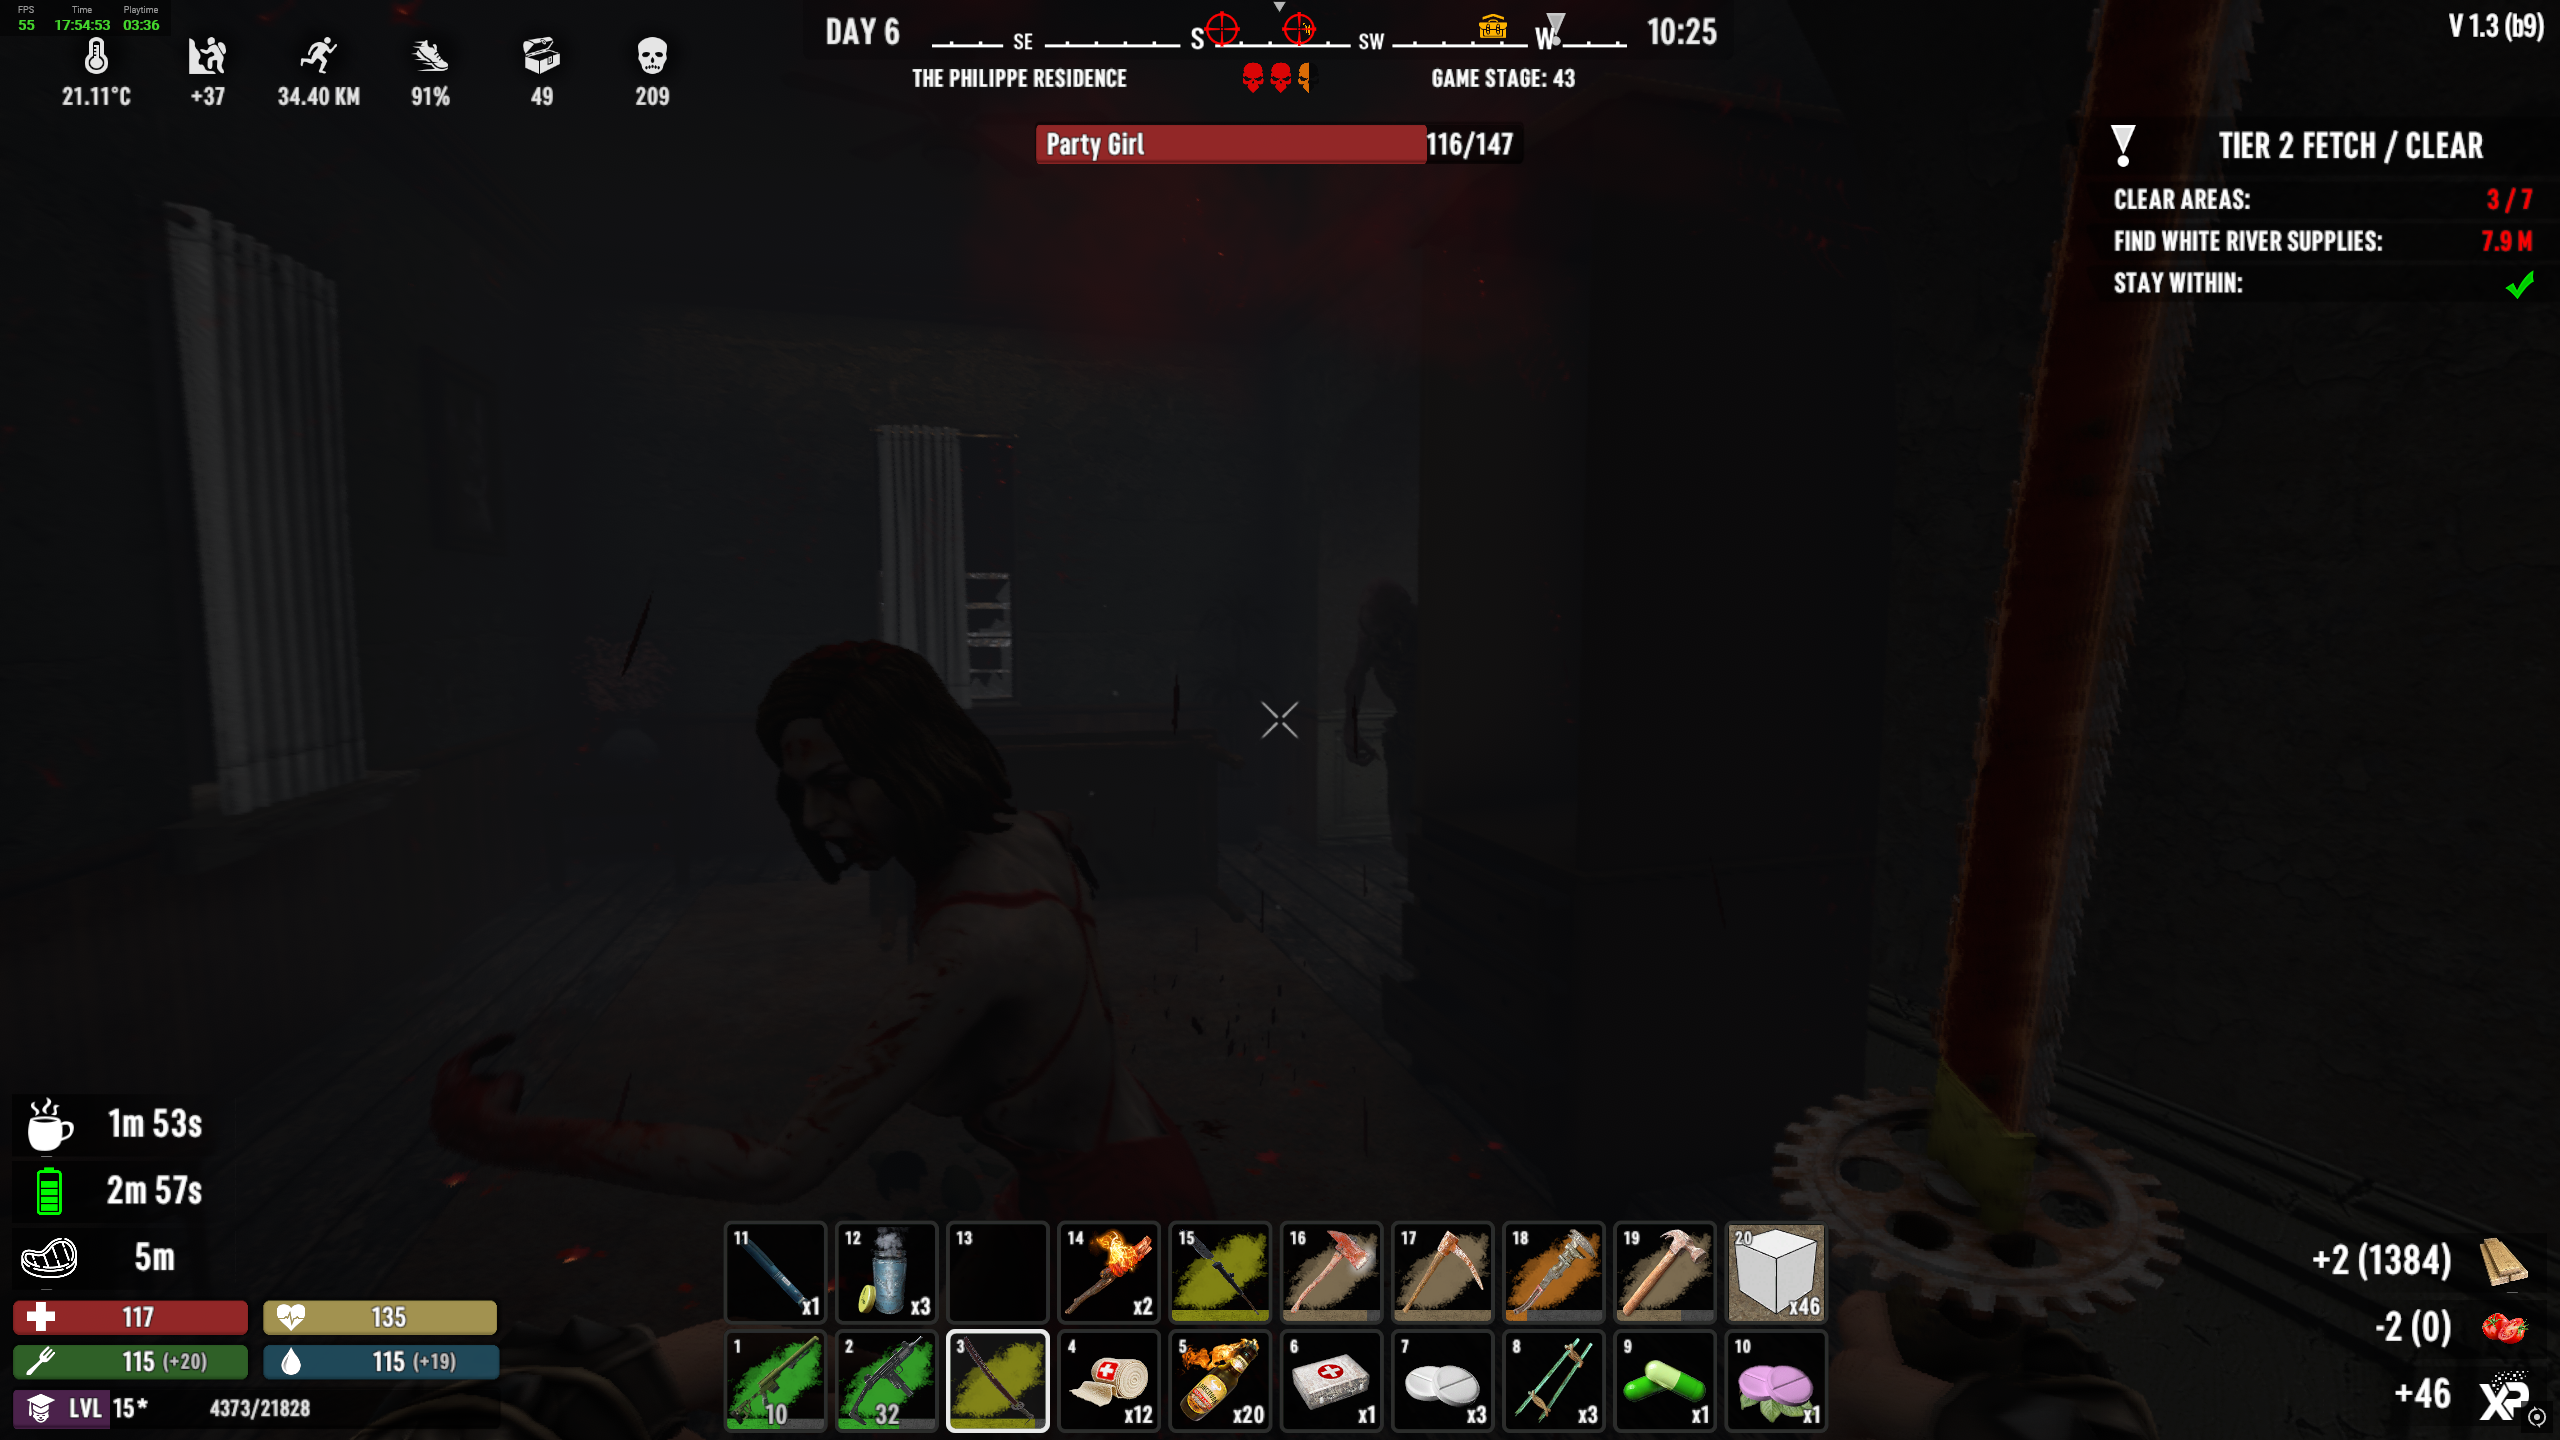 FPS Time Playtime
55 17:54:53 03:36
21.11°C +37 34.40 KM 91% 49 209
DAY 6 SE S SW W 10:25
THE PHILIPPE RESIDENCE GAME STAGE: 43
Party Girl 116/147
V 1.3 (b9)
TIER 2 FETCH / CLEAR
CLEAR AREAS: 3 / 7
FIND WHITE RIVER SUPPLIES: 7.9 M
STAY WITHIN:
1m 53s
2m 57s
5m
117 135
115 (+20) 115 (+19)
LVL 15* 4373/21828
11 x1 12 x3 13 14 x2 15 16 17 18 19 20 x46
1 10 2 32 3 4 x12 5 x20 6 x1 7 x3 8 x3 9 x1 10 x1
+2 (1384)
-2 (0)
+46 XP